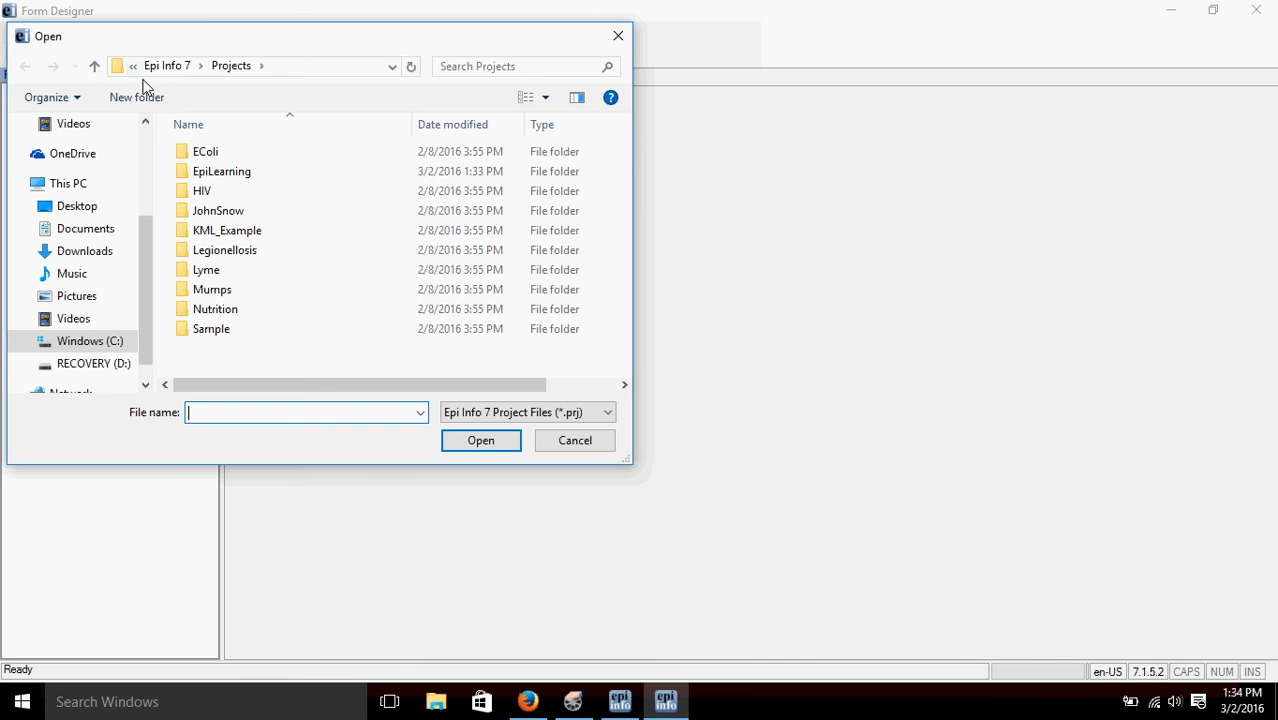 Form Designer
Open
Epi Info 7 Projects
Search Projects
Organize New folder
Name Date modified Type
Videos
OneDrive
This PC
Desktop
Documents
Downloads
Music
Pictures
Videos
Windows (C:)
RECOVERY (D:)
Network
EColi 2/8/2016 3:55 PM File folder
EpiLearning 3/2/2016 1:33 PM File folder
HIV 2/8/2016 3:55 PM File folder
JohnSnow 2/8/2016 3:55 PM File folder
KML_Example 2/8/2016 3:55 PM File folder
Legionellosis 2/8/2016 3:55 PM File folder
Lyme 2/8/2016 3:55 PM File folder
Mumps 2/8/2016 3:55 PM File folder
Nutrition 2/8/2016 3:55 PM File folder
Sample 2/8/2016 3:55 PM File folder
File name: Epi Info 7 Project Files (*.prj)
Open Cancel
Ready en-US 7.1.5.2 CAPS NUM INS
Search Windows
epi info
epi info
1:34 PM
3/2/2016